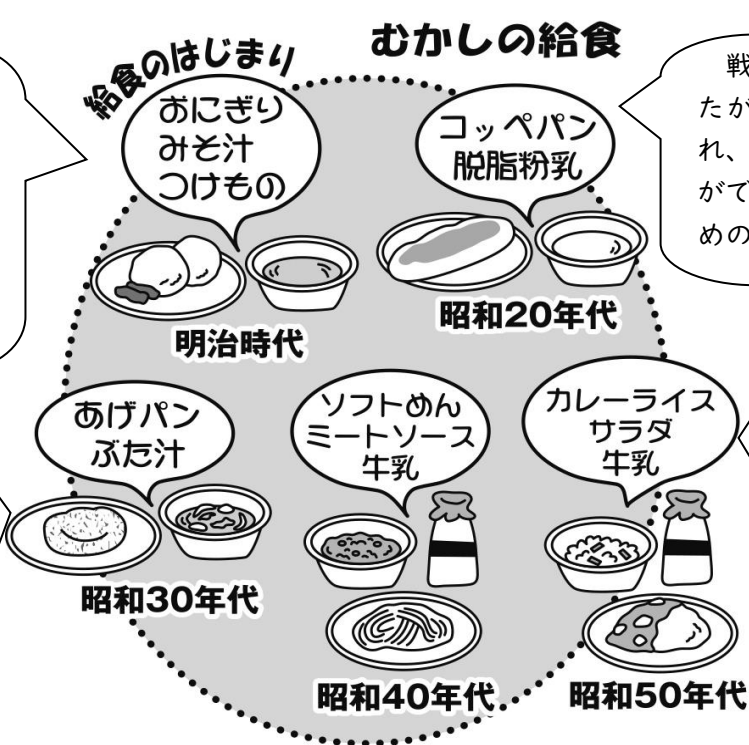 むかしの給食
給食のはじまり
おにぎり
みそ汁
つけもの
明治時代
コッペパン
脱脂粉乳
昭和20年代
戦
たが
れ、
がで
めの
あげパン
ぶた汁
昭和30年代
ソフトめん
ミートソース
牛乳
昭和40年代
カレーライス
サラダ
牛乳
昭和50年代